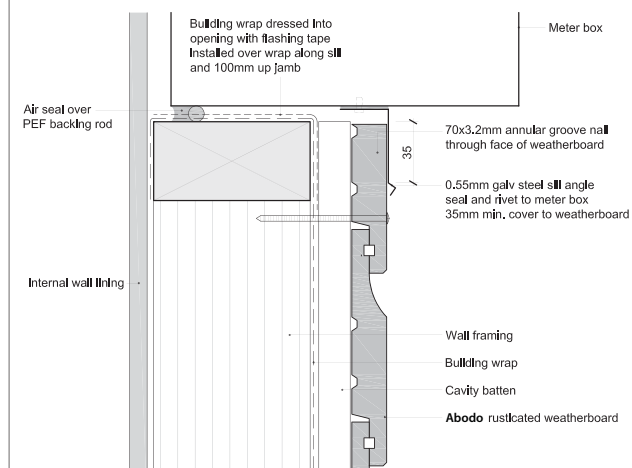 Building wrap dressed into
opening with flashing tape
installed over wrap along sill
and 100mm up jamb
Meter box
Air seal over
PEF backing rod
70x3.2mm annular groove nail
through face of weatherboard
35
0.55mm galv steel sill angle
seal and rivet to meter box
35mm min. cover to weatherboard
Internal wall lining
Wall framing
Building wrap
Cavity batten
Abodo rusticated weatherboard